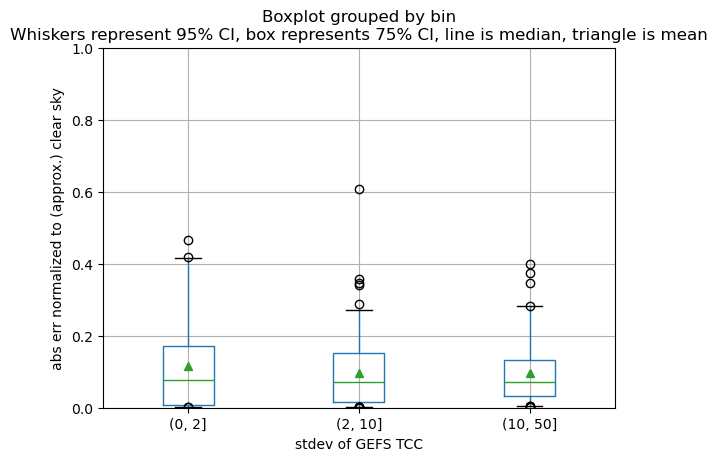 Boxplot grouped by bin
Whiskers represent 95% CI, box represents 75% CI, line is median, triangle is mean
abs err normalized to (approx.) clear sky
1.0
0.8
0.6
0.4
0.2
0.0
(0, 2]
(2, 10]
(10, 50]
stdev of GEFS TCC